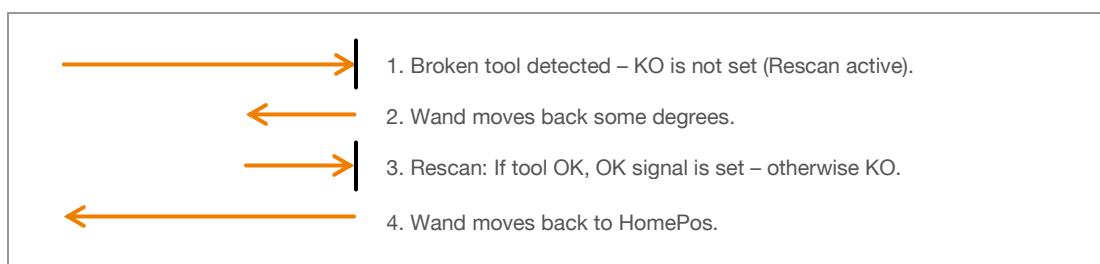 1. Broken tool detected – KO is not set (Rescan active).
2. Wand moves back some degrees.
3. Rescan: If tool OK, OK signal is set – otherwise KO.
4. Wand moves back to HomePos.